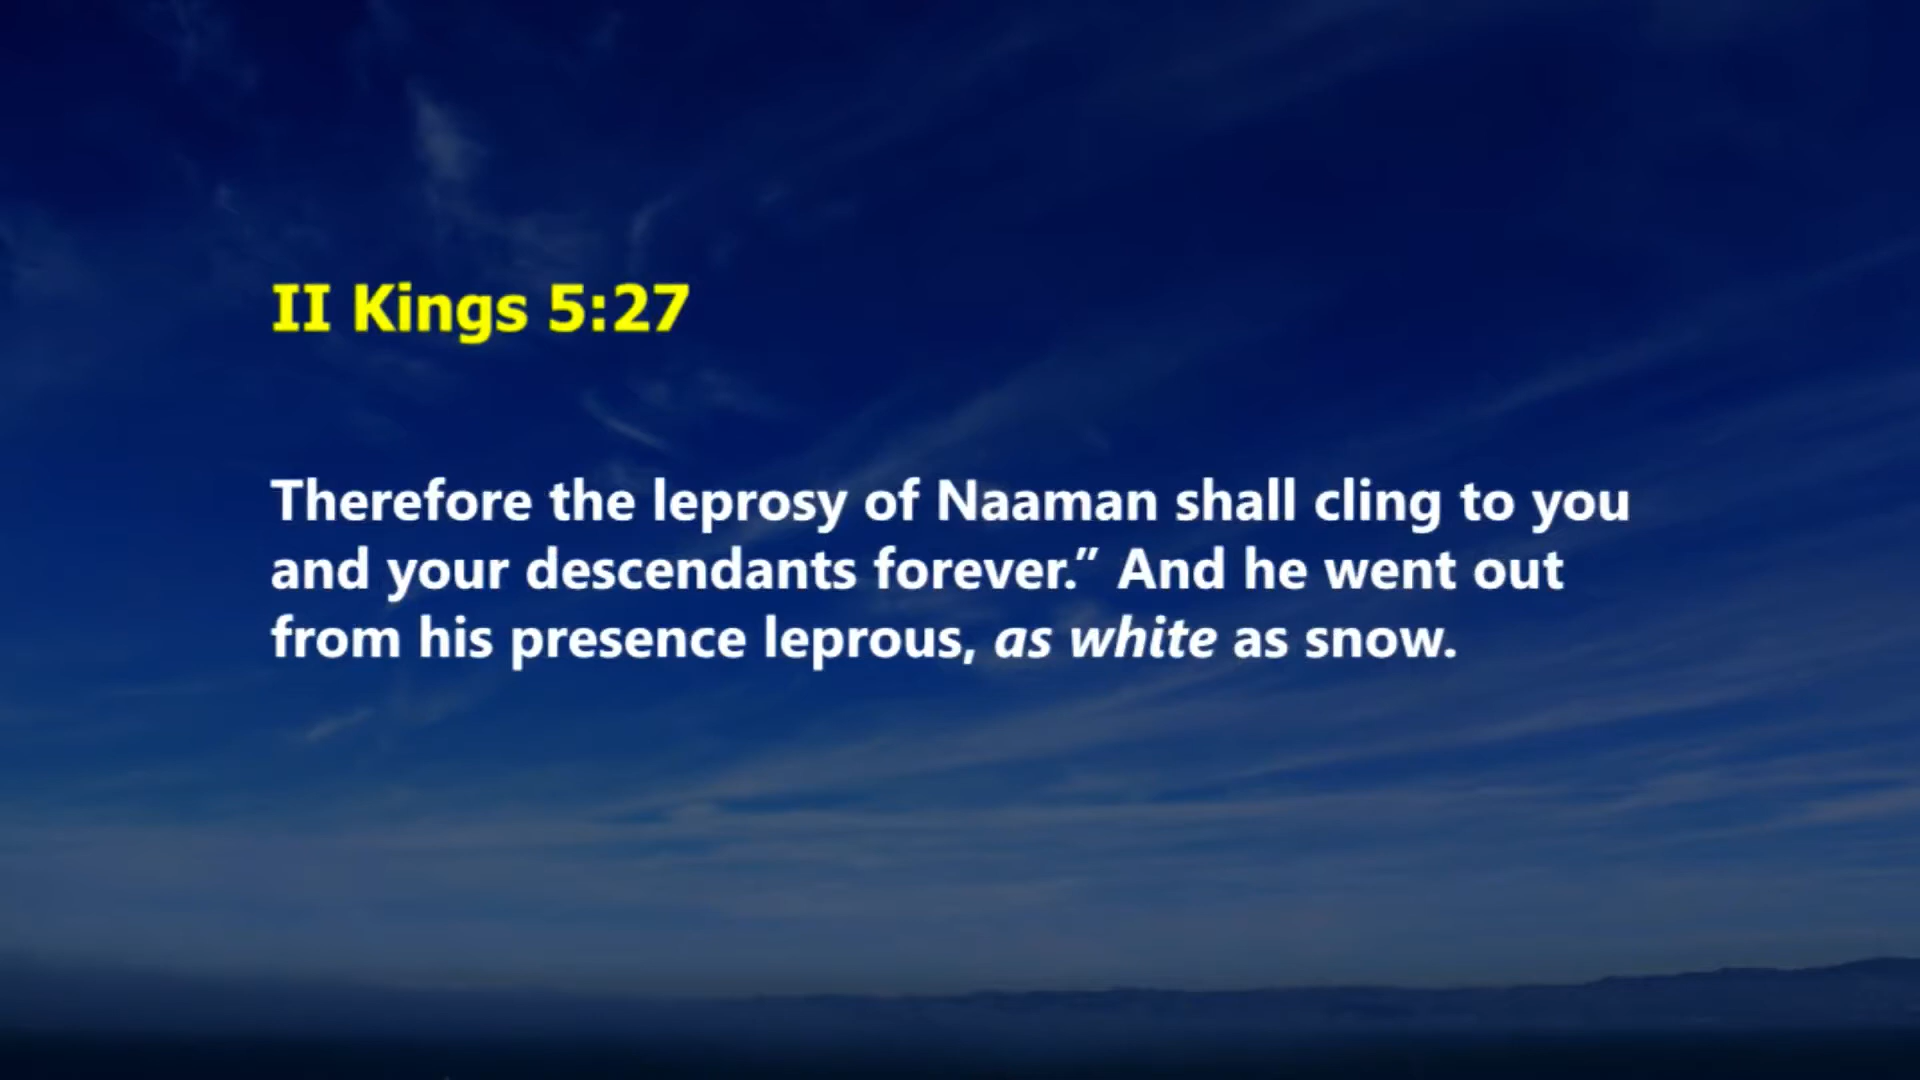 II Kings 5:27
Therefore the leprosy of Naaman shall cling to you
and your descendants forever.” And he went out
from his presence leprous, as white as snow.